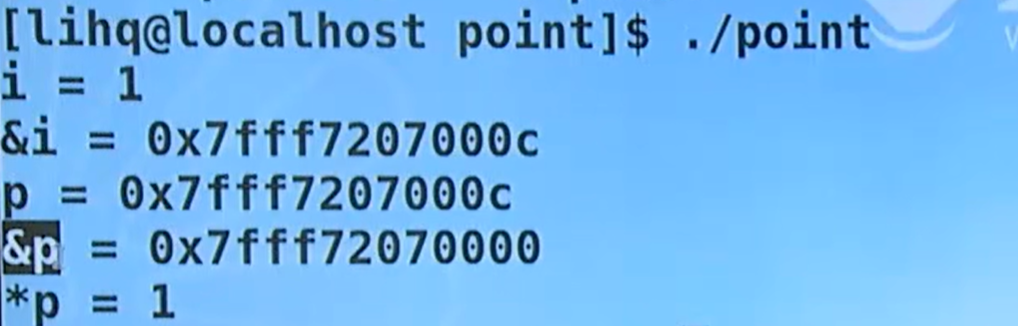 [lihq@localhost point]$ ./point
i = 1
&i = 0x7fff7207000c
p = 0x7fff7207000c
&p = 0x7fff72070000
*p = 1